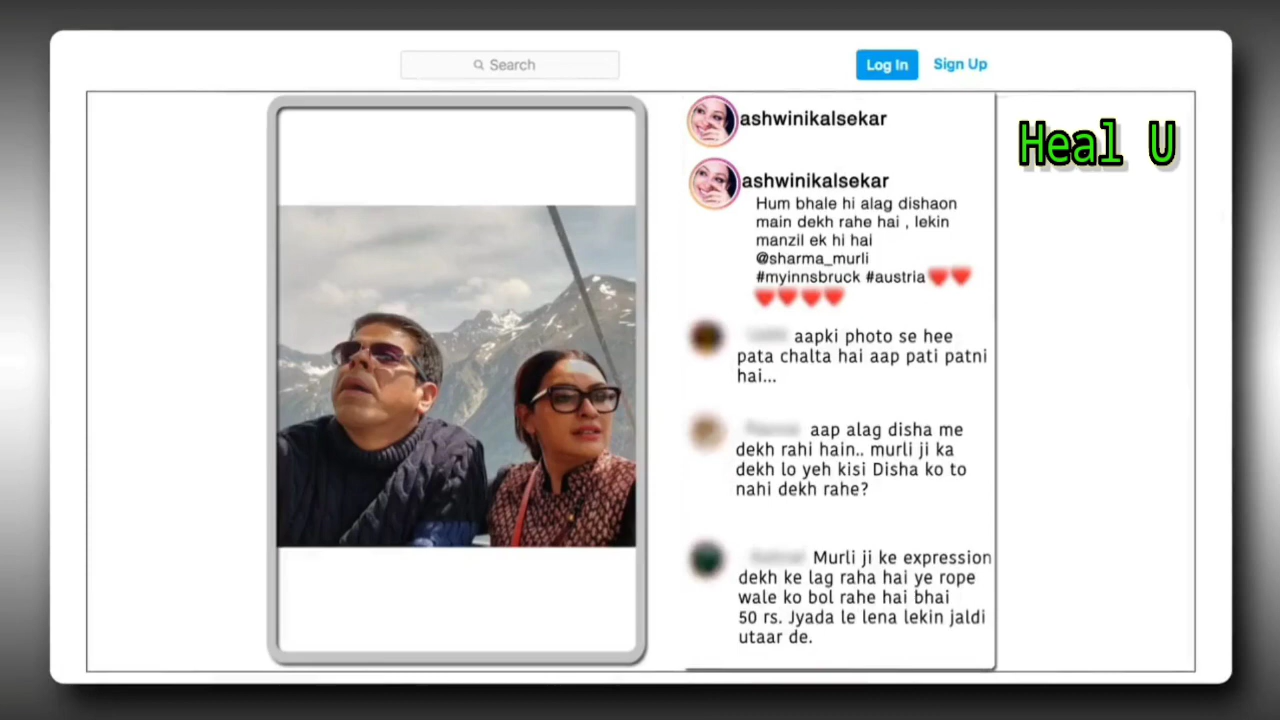 Search
Log In
Sign Up
Heal U
ashwinikalsekar
ashwinikalsekar
Hum bhale hi alag dishaon
main dekh rahe hai , lekin
manzil ek hi hai
@sharma_murli
#myinnsbruck #austria
aapki photo se hee
pata chalta hai aap pati patni
hai...
aap alag disha me
dekh rahi hain.. murli ji ka
dekh lo yeh kisi Disha ko to
nahi dekh rahe?
Murli ji ke expression
dekh ke lag raha hai ye rope
wale ko bol rahe hai bhai
50 rs. Jyada le lena lekin jaldi
utaar de.